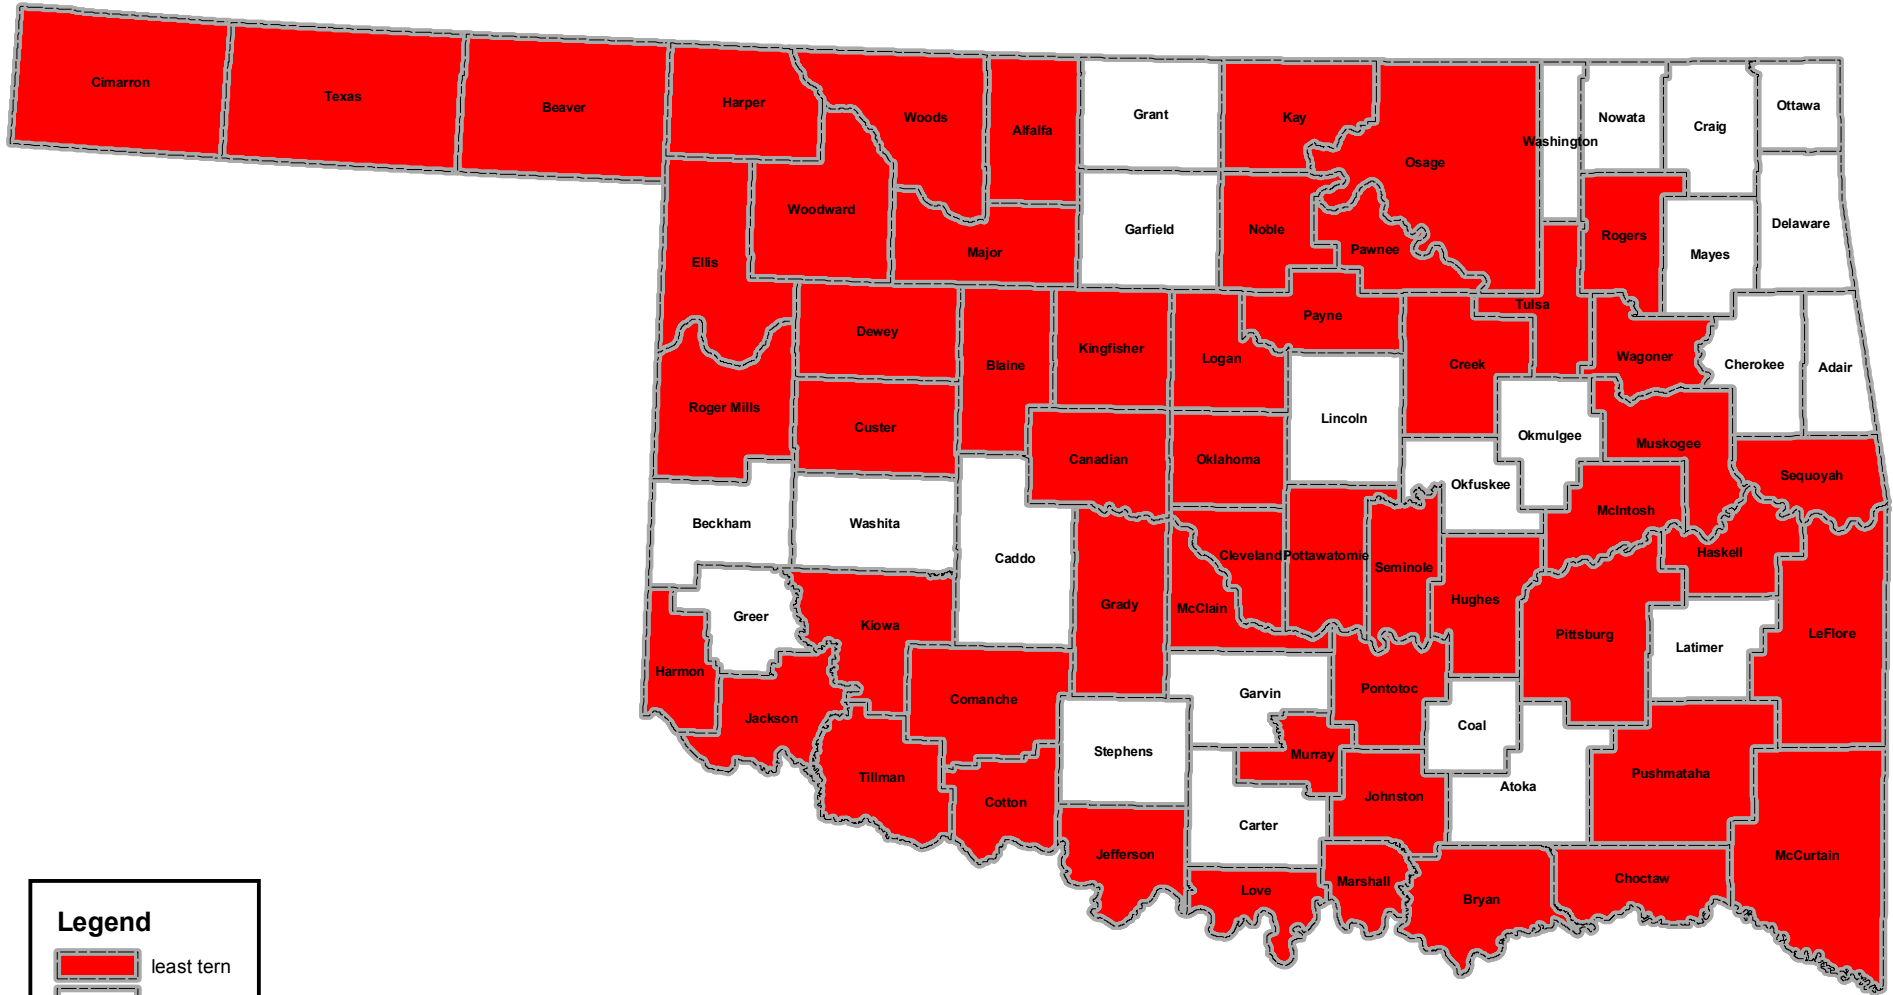 Cimarron
Texas
Beaver
Harper
Woods
Alfalfa
Grant
Kay
Osage
Washington
Nowata
Craig
Ottawa
Woodward
Ellis
Major
Garfield
Noble
Pawnee
Rogers
Mayes
Delaware
Dewey
Blaine
Kingfisher
Logan
Payne
Creek
Tulsa
Wagoner
Cherokee
Adair
Roger Mills
Custer
Canadian
Oklahoma
Lincoln
Okmulgee
Muskogee
Sequoyah
Okfuskee
Beckham
Washita
Caddo
Cleveland
Pottawatomie
Seminole
McIntosh
Haskell
Greer
Kiowa
Grady
McClain
Hughes
Pittsburg
Latimer
LeFlore
Harmon
Jackson
Comanche
Garvin
Pontotoc
Coal
Stephens
Murray
Tillman
Cotton
Johnston
Atoka
Pushmataha
Carter
Jefferson
Love
Marshall
Bryan
Choctaw
McCurtain
Legend
least tern